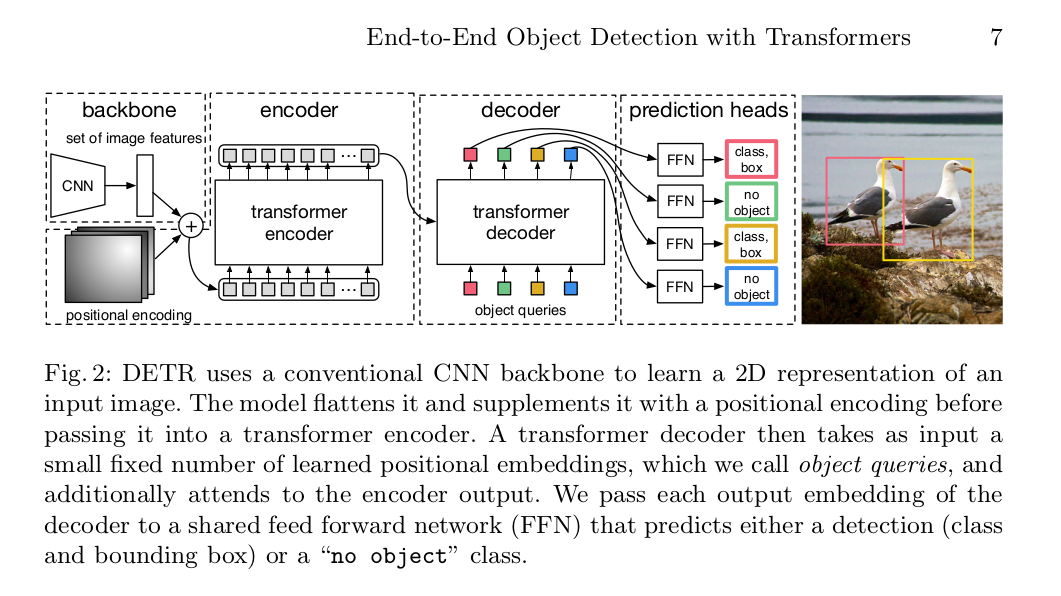 End-to-End Object Detection with Transformers 7
backbone
set of image features
CNN
+
positional encoding
encoder
...
transformer
encoder
...
decoder
transformer
decoder
object queries
prediction heads
FFN
class,
box
FFN
no
object
FFN
class,
box
FFN
no
object
Fig. 2: DETR uses a conventional CNN backbone to learn a 2D representation of an
input image. The model flattens it and supplements it with a positional encoding before
passing it into a transformer encoder. A transformer decoder then takes as input a
small fixed number of learned positional embeddings, which we call object queries, and
additionally attends to the encoder output. We pass each output embedding of the
decoder to a shared feed forward network (FFN) that predicts either a detection (class
and bounding box) or a “no object” class.